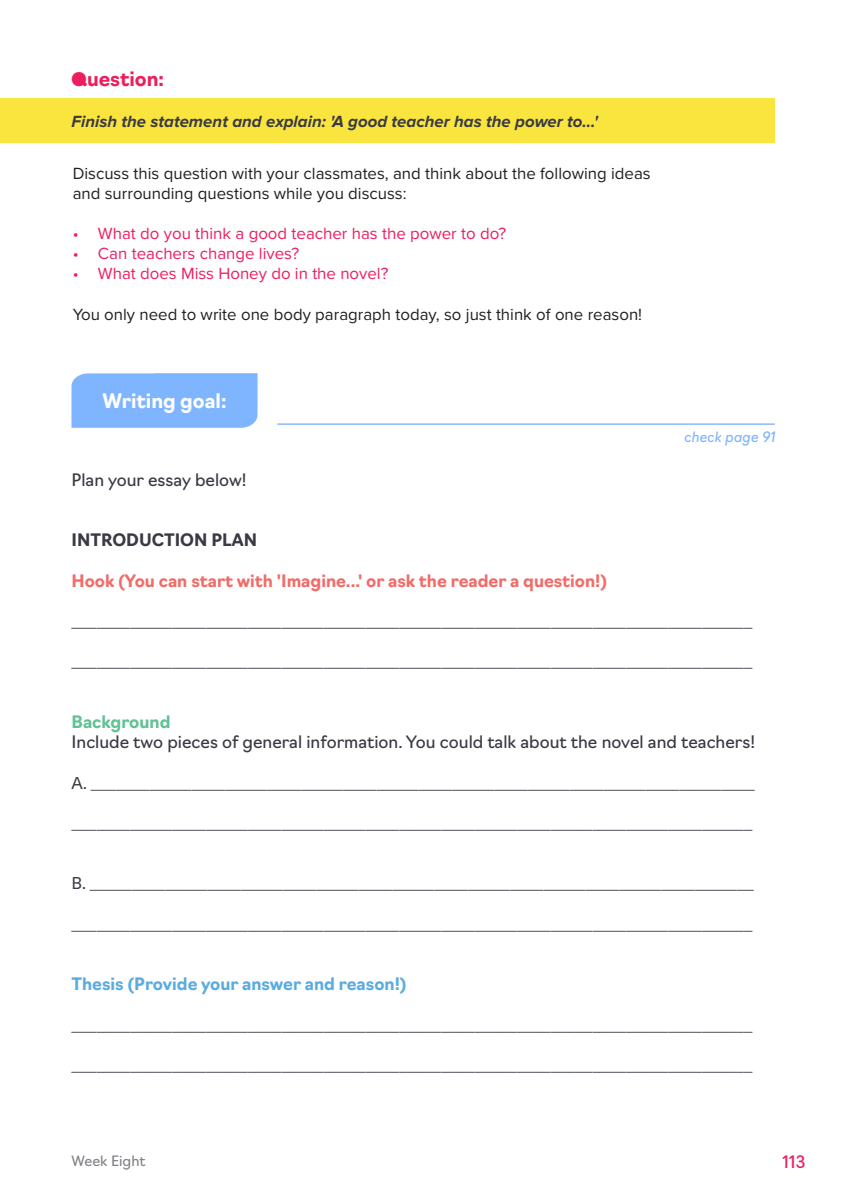 Question:
Finish the statement and explain: 'A good teacher has the power to...'
Discuss this question with your classmates, and think about the following ideas
and surrounding questions while you discuss:
• What do you think a good teacher has the power to do?
• Can teachers change lives?
• What does Miss Honey do in the novel?
You only need to write one body paragraph today, so just think of one reason!
Writing goal:
check page 91
Plan your essay below!
INTRODUCTION PLAN
Hook (You can start with 'Imagine...' or ask the reader a question!)
Background
Include two pieces of general information. You could talk about the novel and teachers!
A.
B.
Thesis (Provide your answer and reason!)
Week Eight
113